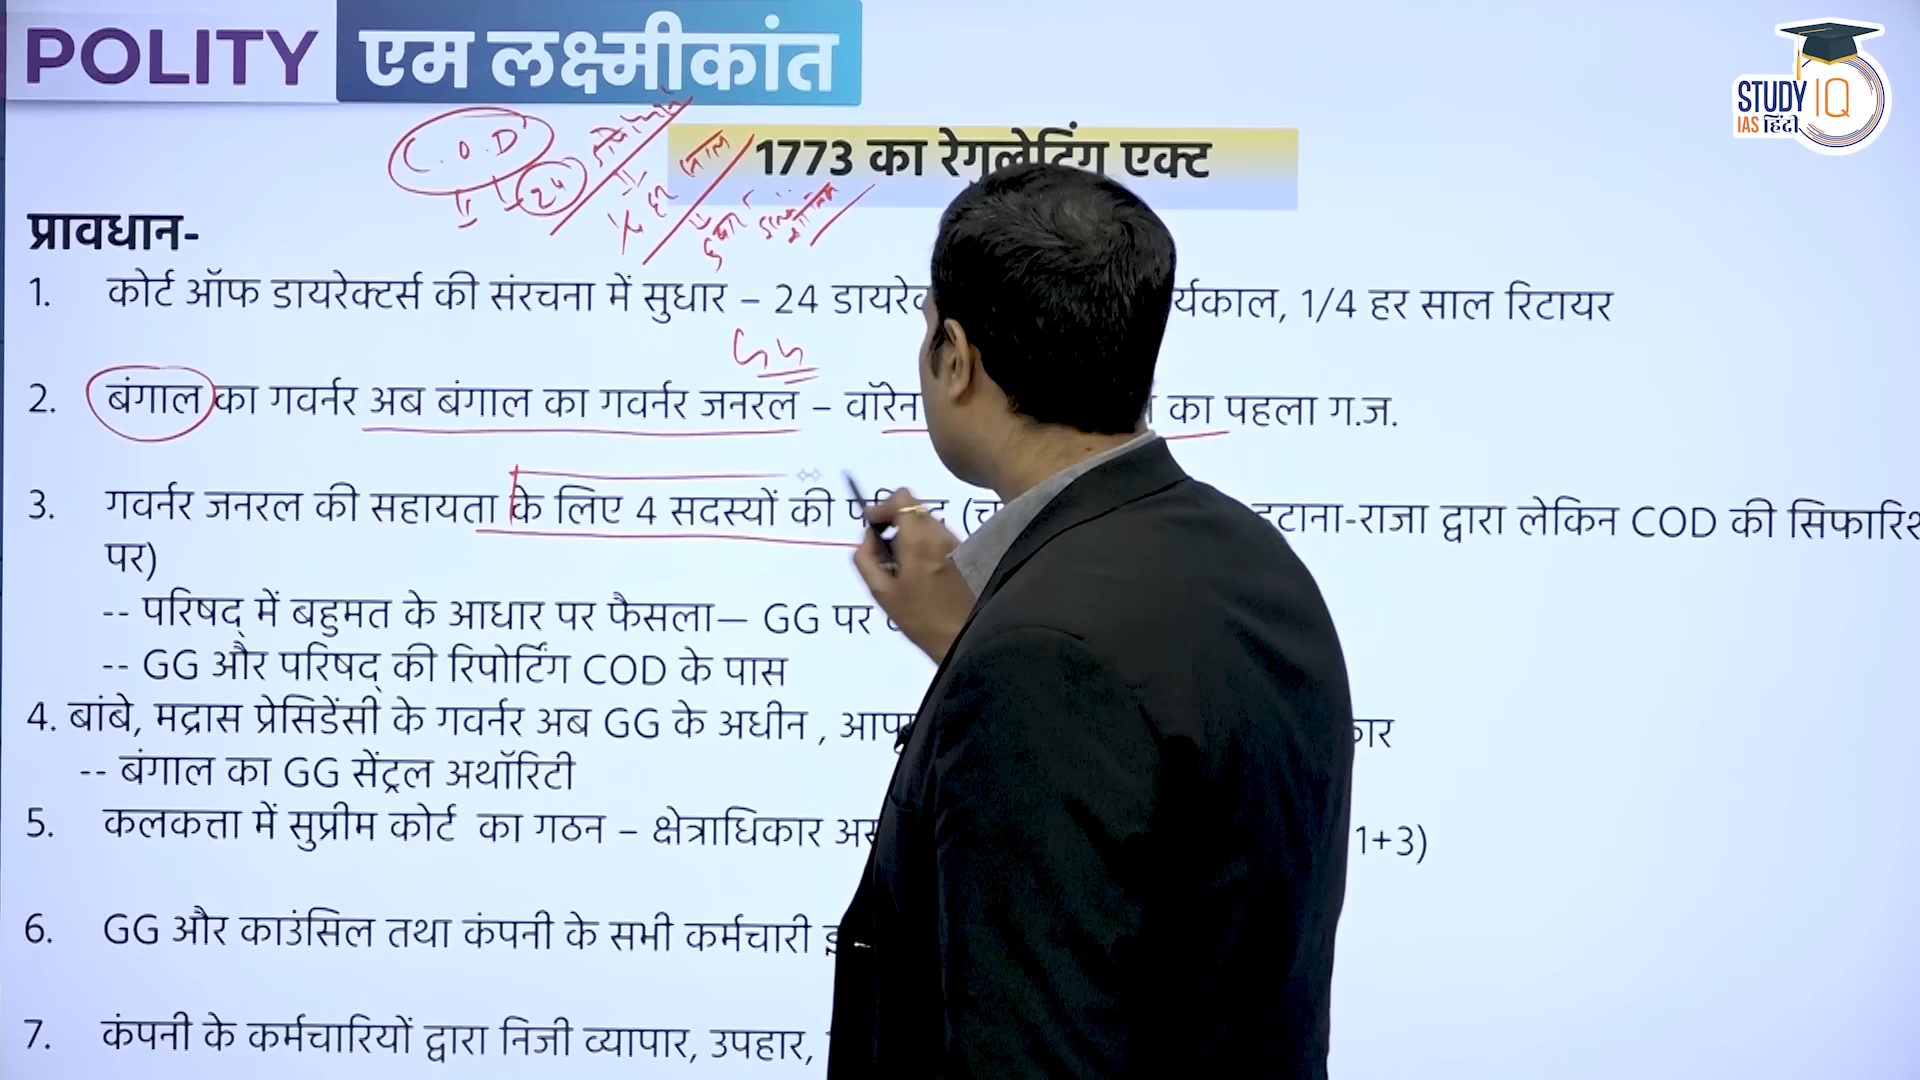 POLITY एम लक्ष्मीकांत
STUDY IQ
IAS हिंदी
C.O.D
24
1773 का रेगुलेटिंग एक्ट
प्रावधान-
1. कोर्ट ऑफ डायरेक्टर्स की संरचना में सुधार – 24 र्यकाल, 1/4 हर साल रिटायर
GG
2. बंगाल का गवर्नर अब बंगाल का गवर्नर जनरल – वॉरेन का पहला ग.ज.
3. गवर्नर जनरल की सहायता के लिए 4 सदस्यों की हटाना-राजा द्वारा लेकिन COD की सिफारिश
पर)
-- परिषद् में बहुमत के आधार पर फैसला— GG पर
-- GG और परिषद् की रिपोर्टिंग COD के पास
4. बांबे, मद्रास प्रेसिडेंसी के गवर्नर अब GG के अधीन ,
-- बंगाल का GG सेंट्रल अथॉरिटी
5. कलकत्ता में सुप्रीम कोर्ट का गठन – क्षेत्राधिकार 1+3)
6. GG और काउंसिल तथा कंपनी के सभी कर्मचारी
7. कंपनी के कर्मचारियों द्वारा निजी व्यापार, उपहार,